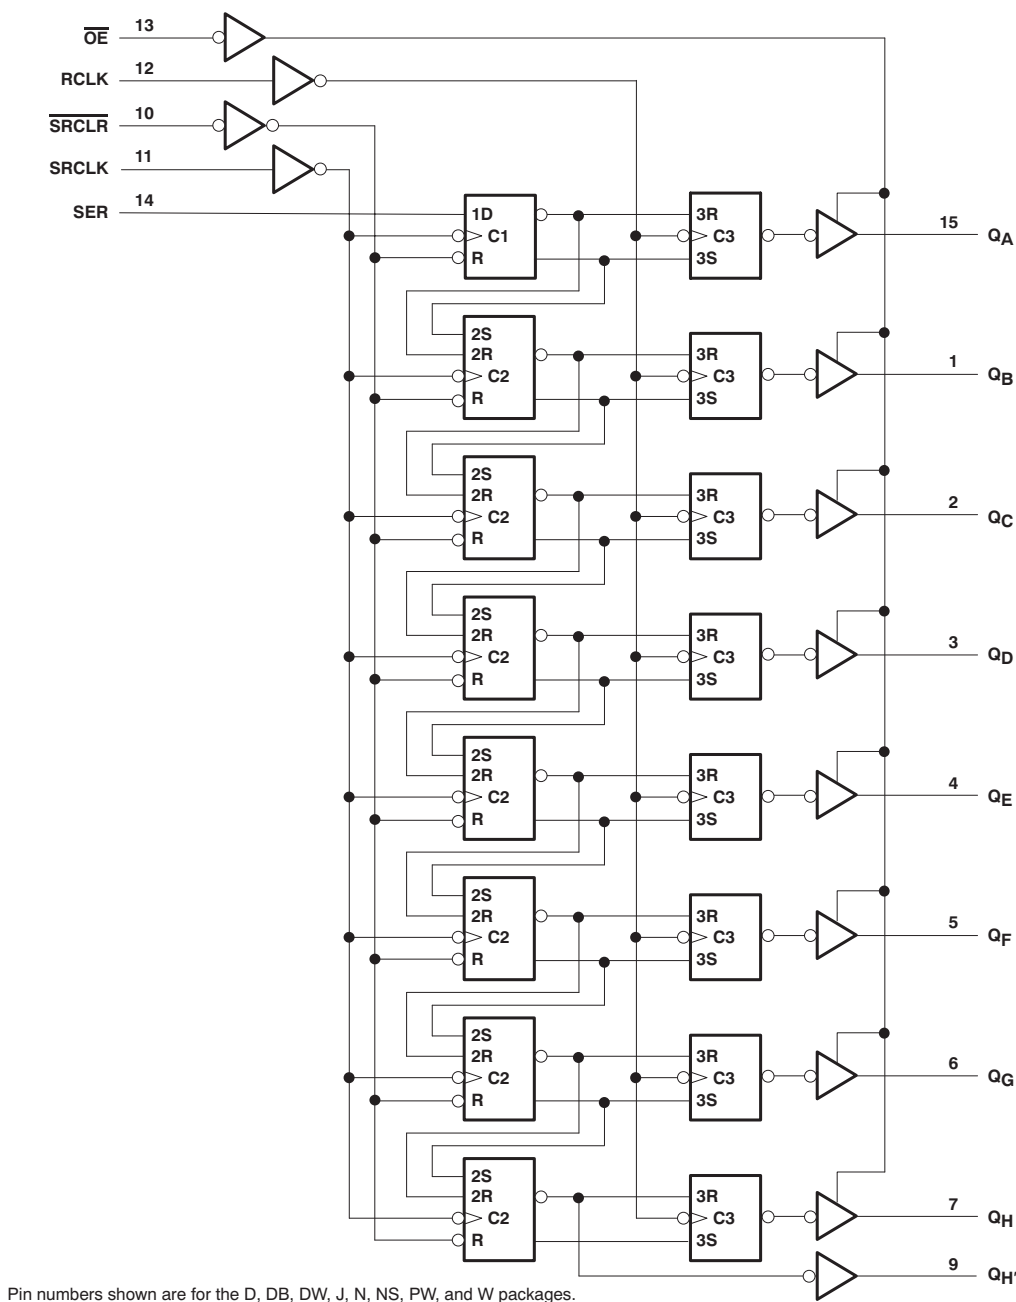 OE 13
RCLK 12
SRCLR 10
SRCLK 11
SER 14
1D
C1
R
3R
C3
3S
15 QA
2S
2R
C2
R
3R
C3
3S
1 QB
2S
2R
C2
R
3R
C3
3S
2 QC
2S
2R
C2
R
3R
C3
3S
3 QD
2S
2R
C2
R
3R
C3
3S
4 QE
2S
2R
C2
R
3R
C3
3S
5 QF
2S
2R
C2
R
3R
C3
3S
6 QG
2S
2R
C2
R
3R
C3
3S
7 QH
9 QH'
Pin numbers shown are for the D, DB, DW, J, N, NS, PW, and W packages.